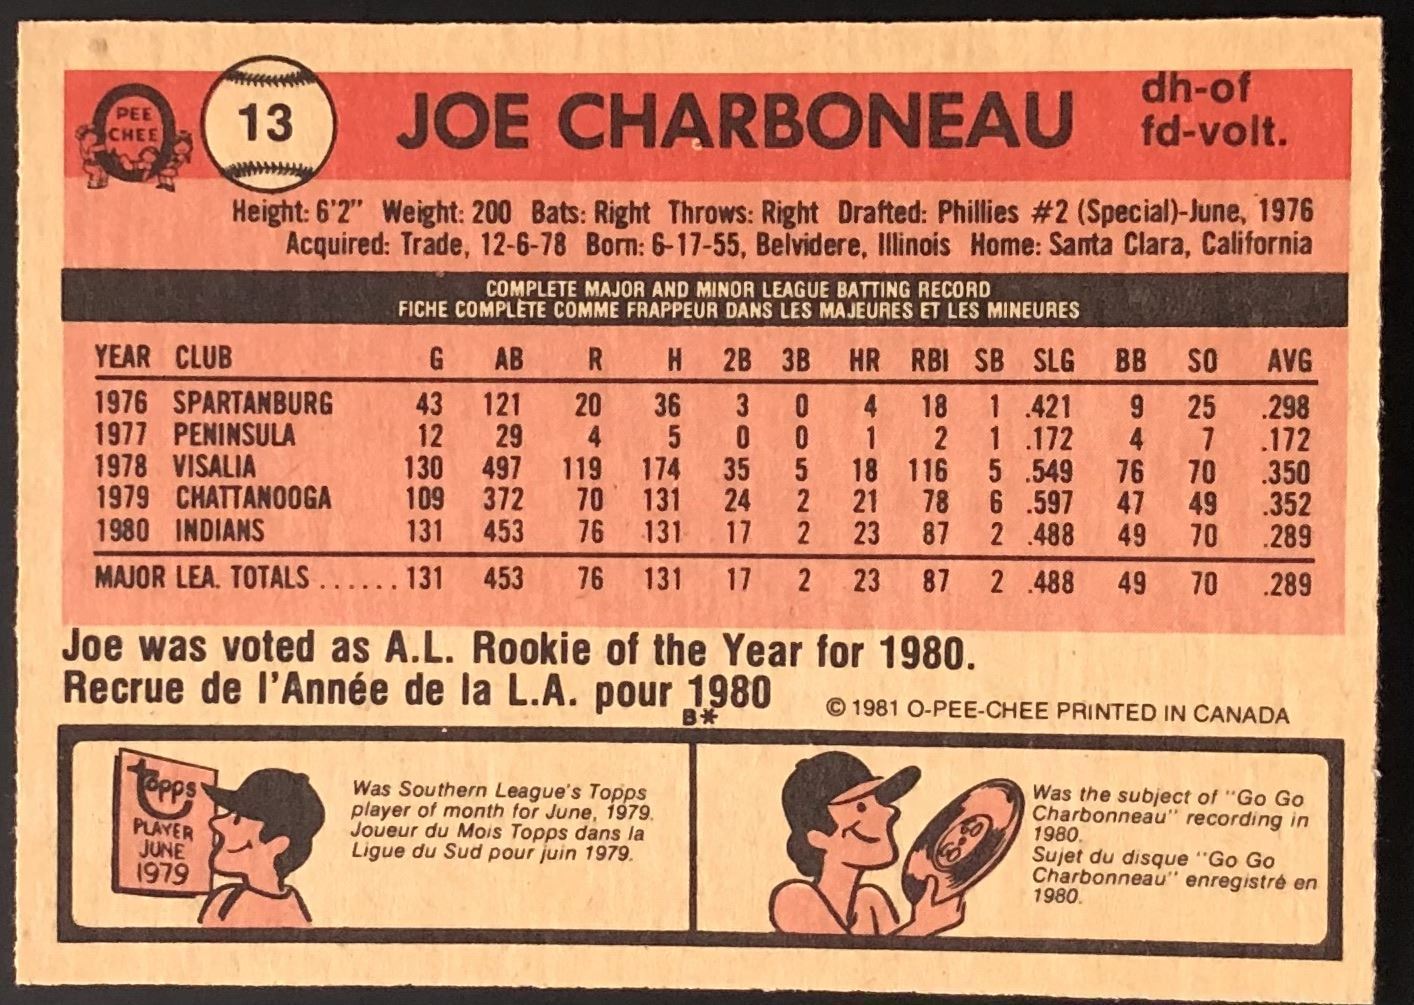 PEE
CHEE
13
JOE CHARBONEAU
dh-of
fd-volt.
Height: 6'2" Weight: 200 Bats: Right Throws: Right Drafted: Phillies #2 (Special)-June, 1976
Acquired: Trade, 12-6-78 Born: 6-17-55, Belvidere, Illinois Home: Santa Clara, California
COMPLETE MAJOR AND MINOR LEAGUE BATTING RECORD
FICHE COMPLÈTE COMME FRAPPEUR DANS LES MAJEURES ET LES MINEURES
YEAR CLUB G AB R H 2B 3B HR RBI SB SLG BB SO AVG
1976 SPARTANBURG 43 121 20 36 3 0 4 18 1 .421 9 25 .298
1977 PENINSULA 12 29 4 5 0 0 1 2 1 .172 4 7 .172
1978 VISALIA 130 497 119 174 35 5 18 116 5 .549 76 70 .350
1979 CHATTANOOGA 109 372 70 131 24 2 21 78 6 .597 47 49 .352
1980 INDIANS 131 453 76 131 17 2 23 87 2 .488 49 70 .289
MAJOR LEA. TOTALS ...... 131 453 76 131 17 2 23 87 2 .488 49 70 .289
Joe was voted as A.L. Rookie of the Year for 1980.
Recrue de l'Année de la L.A. pour 1980
B*
© 1981 O-PEE-CHEE PRINTED IN CANADA
topps
PLAYER
JUNE
1979
Was Southern League's Topps
player of month for June, 1979.
Joueur du Mois Topps dans la
Ligue du Sud pour juin 1979.
Was the subject of "Go Go
Charbonneau" recording in
1980.
Sujet du disque "Go Go
Charbonneau" enregistré en
1980.